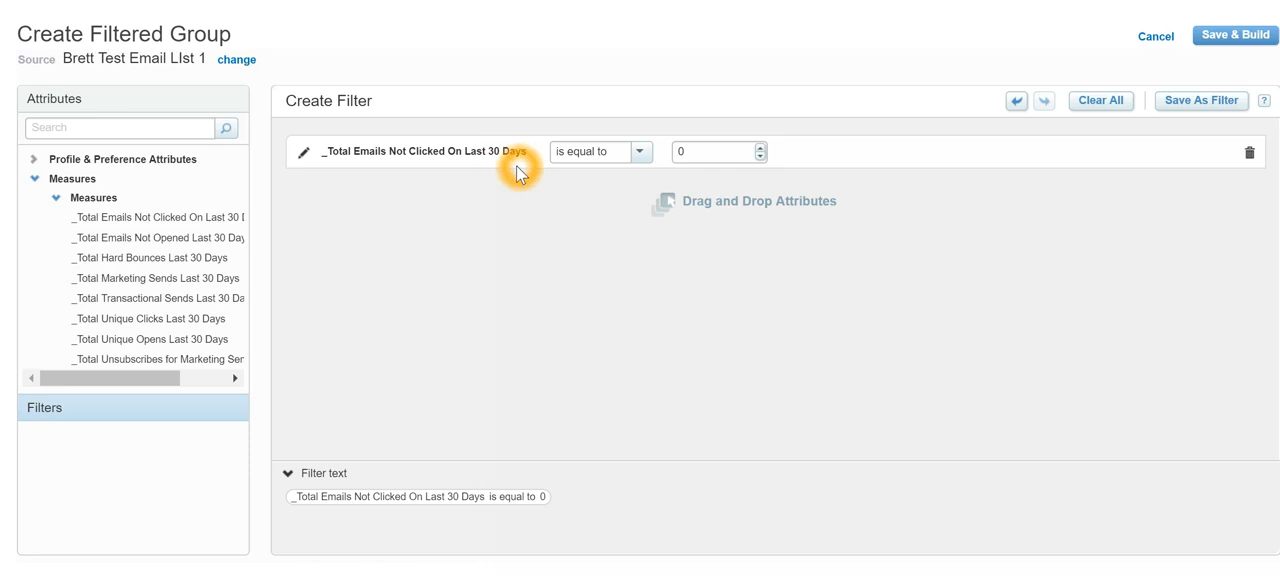 Create Filtered Group
Cancel
Save & Build
Source Brett Test Email LIst 1 change
Attributes
Create Filter
Clear All
Save As Filter
?
Search
_Total Emails Not Clicked On Last 30 Days
is equal to
0
Profile & Preference Attributes
Measures
Measures
_Total Emails Not Clicked On Last 30
_Total Emails Not Opened Last 30 Day
_Total Hard Bounces Last 30 Days
_Total Marketing Sends Last 30 Days
_Total Transactional Sends Last 30 Da
_Total Unique Clicks Last 30 Days
_Total Unique Opens Last 30 Days
_Total Unsubscribes for Marketing Ser
Drag and Drop Attributes
Filters
Filter text
_Total Emails Not Clicked On Last 30 Days is equal to 0